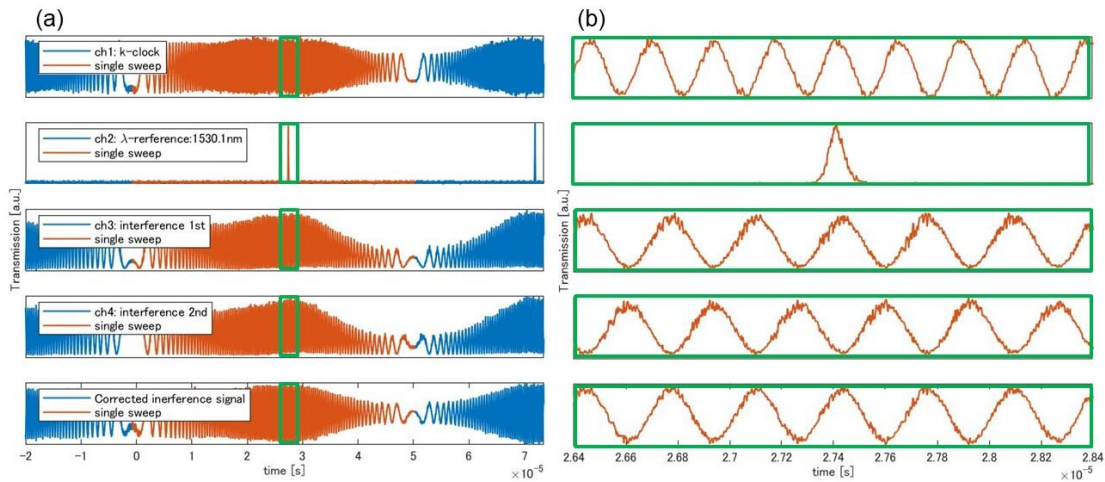 (a)
(b)
ch1: k-clock
single sweep
ch2: λ-rerference:1530.1nm
single sweep
Transmission [a.u.]
Transmission [a.u.]
ch3: interference 1st
single sweep
ch4: interference 2nd
single sweep
Corrected inerference signal
single sweep
-2 -1 0 1 2 3 4 5 6 7
time [s]
×10⁻⁵
2.64 2.66 2.68 2.7 2.72 2.74 2.76 2.78 2.8 2.82 2.84
time [s]
×10⁻⁵